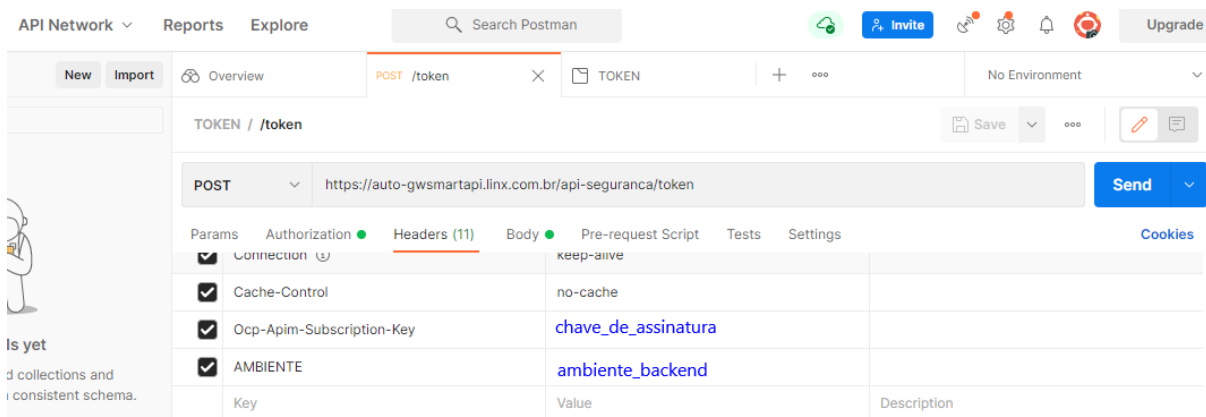 API Network Reports Explore Search Postman Invite Upgrade
New Import Overview POST /token TOKEN No Environment
TOKEN / /token Save
POST https://auto-gwsmartapi.linx.com.br/api-seguranca/token Send
Params Authorization Headers (11) Body Pre-request Script Tests Settings Cookies
Connection keep-alive
Cache-Control no-cache
Ocp-Apim-Subscription-Key chave_de_assinatura
ls yet
AMBIENTE ambiente_backend
d collections and
consistent schema.
Key Value Description